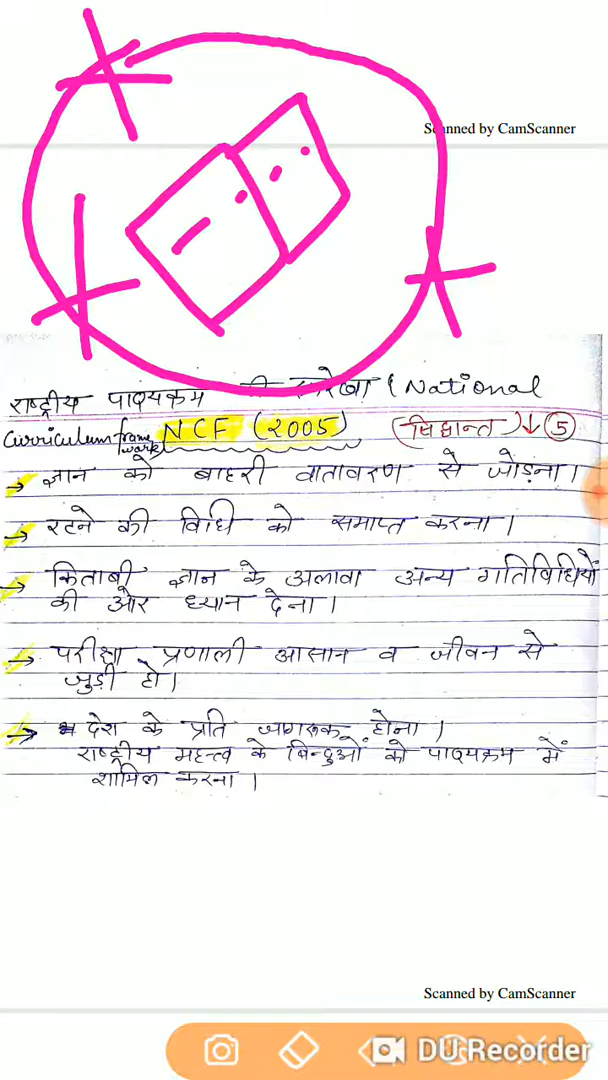 Scanned by CamScanner
राष्ट्रीय पाठ्यक्रम की रूपरेखा (National
Curriculum frame work) NCF (2005) (सिद्धान्त) ↓ 5
→ ज्ञान को बाहरी वातावरण से जोड़ना।
→ रटने की विधि को समाप्त करना।
→ किताबी ज्ञान के अलावा अन्य गतिविधियों
की ओर ध्यान देना।
→ परीक्षा प्रणाली आसान व जीवन से
जुड़ी हो।
→ देश के प्रति जागरूक होना।
राष्ट्रीय महत्त्व के बिन्दुओं को पाठ्यक्रम में
शामिल करना।
Scanned by CamScanner
DU Recorder